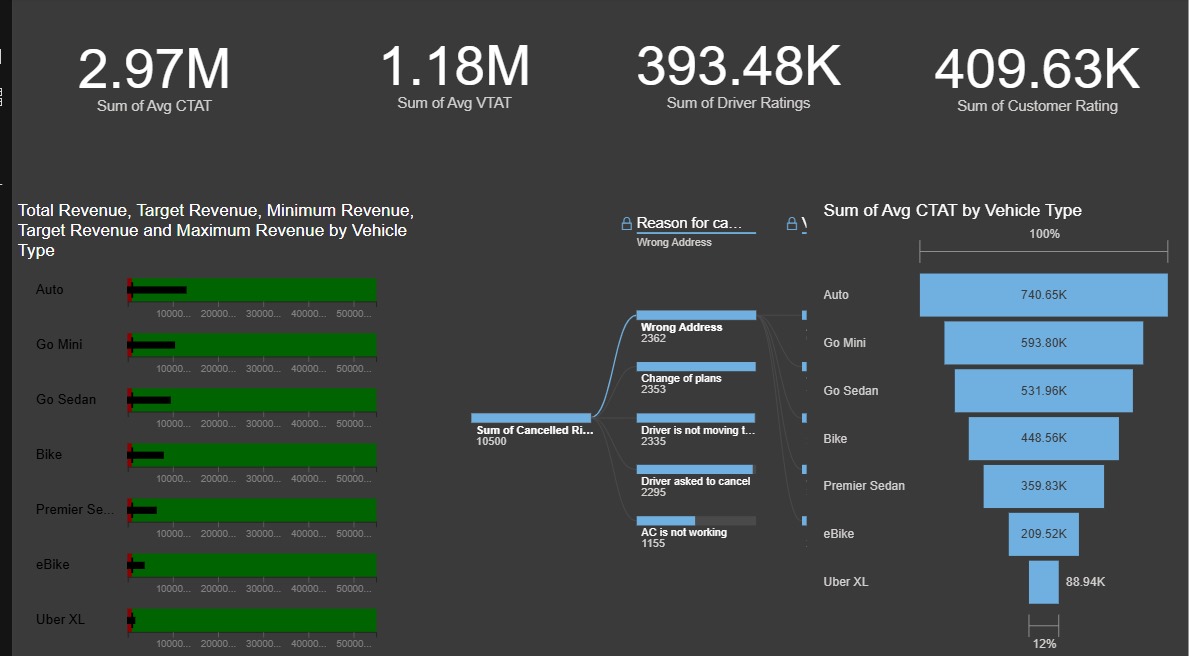 2.97M
Sum of Avg CTAT
1.18M
Sum of Avg VTAT
393.48K
Sum of Driver Ratings
409.63K
Sum of Customer Rating
Total Revenue, Target Revenue, Minimum Revenue,
Target Revenue and Maximum Revenue by Vehicle
Type
Auto
10000... 20000... 30000... 40000... 50000...
Go Mini
10000... 20000... 30000... 40000... 50000...
Go Sedan
10000... 20000... 30000... 40000... 50000...
Bike
10000... 20000... 30000... 40000... 50000...
Premier Se...
10000... 20000... 30000... 40000... 50000...
eBike
10000... 20000... 30000... 40000... 50000...
Uber XL
10000... 20000... 30000... 40000... 50000...
Reason for ca...
Wrong Address
Sum of Cancelled Ri...
10500
Wrong Address
2362
Change of plans
2353
Driver is not moving t...
2335
Driver asked to cancel
2295
AC is not working
1155
Sum of Avg CTAT by Vehicle Type
100%
Auto 740.65K
Go Mini 593.80K
Go Sedan 531.96K
Bike 448.56K
Premier Sedan 359.83K
eBike 209.52K
Uber XL 88.94K
12%